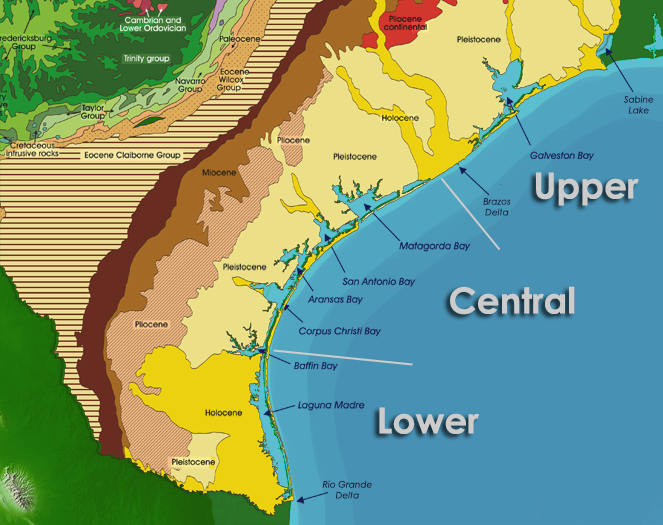 Cambrian and
Lower Ordovician
Pliocene
continental
Fredericksburg
Group
Paleocene
Pleistocene
Trinity group
Eocene
Wilcox
Group
Navarro
Group
Sabine
Lake
Taylor
Group
Holocene
Cretaceous
intrusive rocks
Eocene Claiborne Group
Pliocene
Pleistocene
Galveston Bay
Miocene
Upper
Brazos
Delta
Matagorda Bay
Pleistocene
San Antonio Bay
Aransas Bay
Central
Pliocene
Corpus Christi Bay
Baffin Bay
Holocene
Laguna Madre
Lower
Pleistocene
Rio Grande
Delta